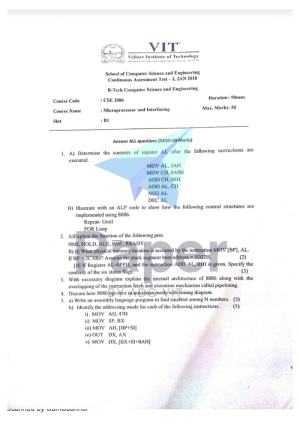 VIT
Vellore Institute of Technology
School of Computer Science and Engineering
Continuous Assessment Test – I, JAN 2018
B-Tech Computer Science and Engineering
Course Code : CSE 2006
Duration : 90mins
Course Name : Microprocessor and Interfacing
Max. Marks: 50
Slot : B1
Answer ALL questions (5X10=50 Marks)
1. A) Determine the contents of register AL after the following instructions are
executed.
MOV AL, 3AH
MOV CH,
ADD CH, 06H
ADD AL, CH
NEG AL
DEC AL
B) Illustrate with an ALP code to show how the following control structures are
implemented using 8086.
Repeat- Until
FOR Loop
2. A)Explain the function of the following pins
NMI, HOLD, ALE, READY
paper
B) [i] What physical memory location is accessed by the instruction MOV [BP], AL.
if BP = 2C30H? Assume the stack segment base address = (2)
[II] If Register AL= and the instruction ADD AL, is given, Specify the
contents of the six status flags (3)
3. With necessary diagram explain the internal architecture of 8086 along with the
overlapping of the instruction fetch and execution mechanism called pipelining.
4. Discuss how 8086 operates in minimum mode with timing diagram
5. a) Write an assembly language program to find smallest among N numbers. (5)
b) Identify the addressing mode for each of the following instructions. (5)
i) MOV AH, 47H
ii) MOV SP, BX
iii) MOV AH, [BP+SI]
iv) OUT DX, AX
v) MOV DX, [BX+SI+0AH]
Scanned by CamScanner